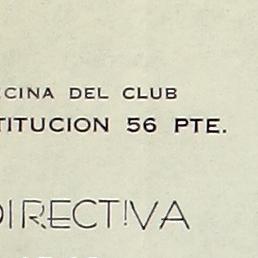 CINA DEL CLUB
TITUCION 56 PTE.
DIRECTIVA